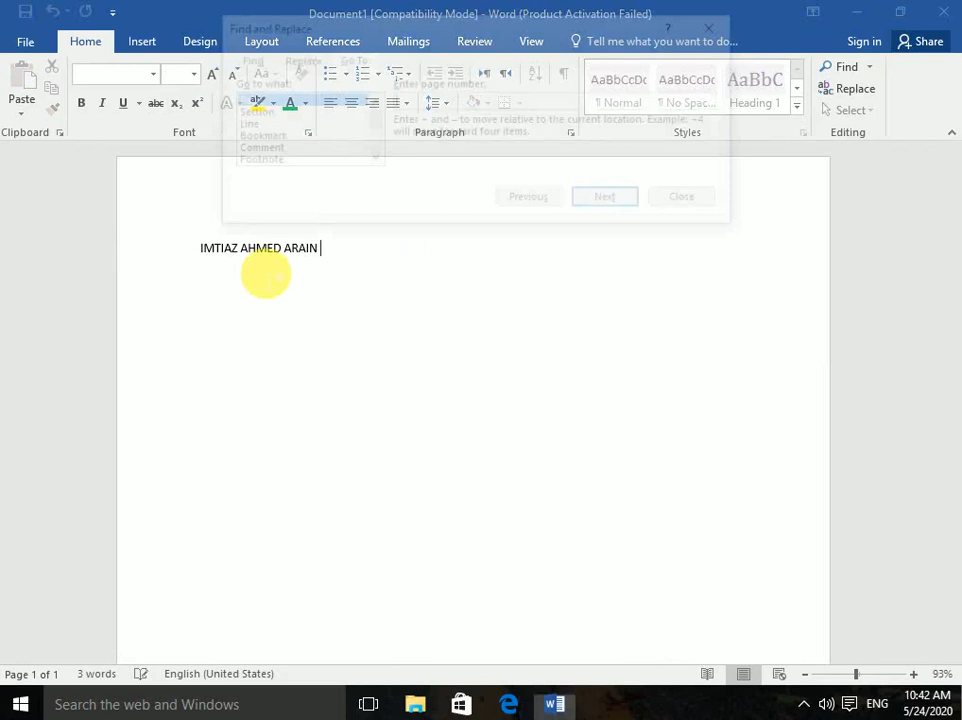 Document1 [Compatibility Mode] - Word (Product Activation Failed)
File Home Insert Design Layout References Mailings Review View Tell me what you want to do... Sign in Share
Find and Replace
Find Replace Go To
Go to what:
Section
Line
Bookmark
Comment
Footnote
Enter page number:
Enter + and – to move relative to the current location. Example: +4 will move forward four items.
Previous Next Close
Paste
Clipboard Font Paragraph Styles Editing
AaBbCcDc AaBbCcDc AaBbC
¶ Normal ¶ No Spac... Heading 1
Find
Replace
Select
IMTIAZ AHMED ARAIN
Page 1 of 1 3 words English (United States) 93%
Search the web and Windows
ENG
10:42 AM
5/24/2020